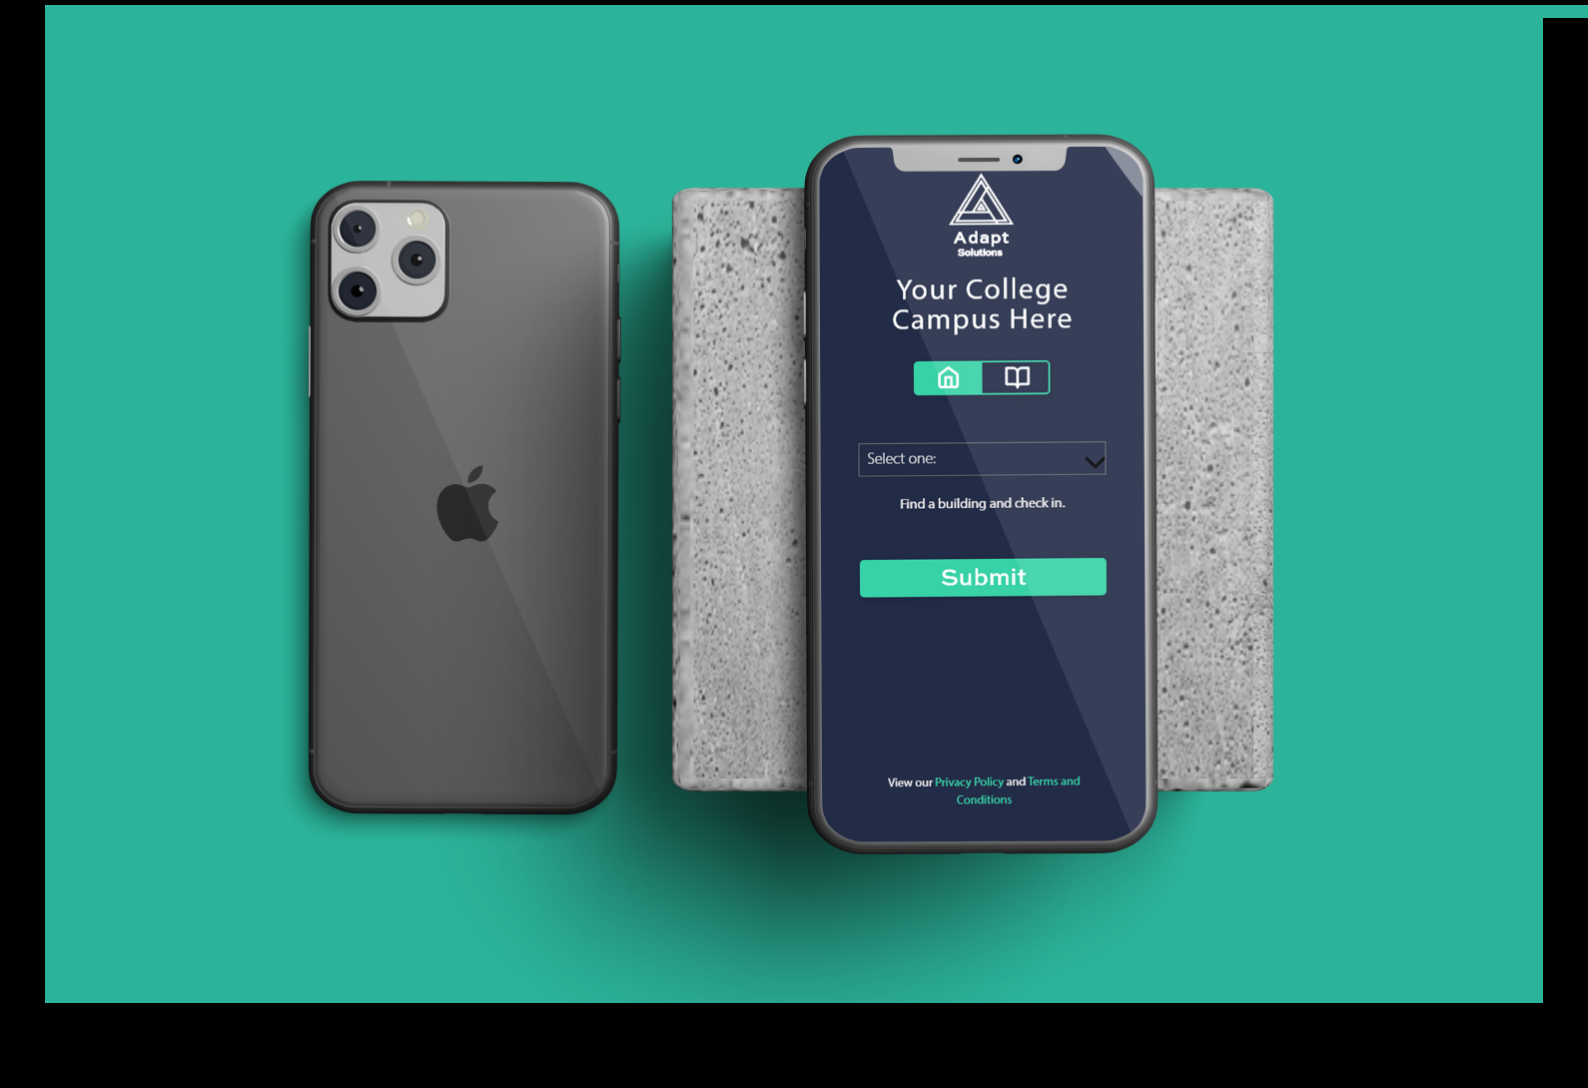 Adapt
Solutions
Your College
Campus Here
Select one:
Find a building and check in.
Submit
View our Privacy Policy and Terms and
Conditions